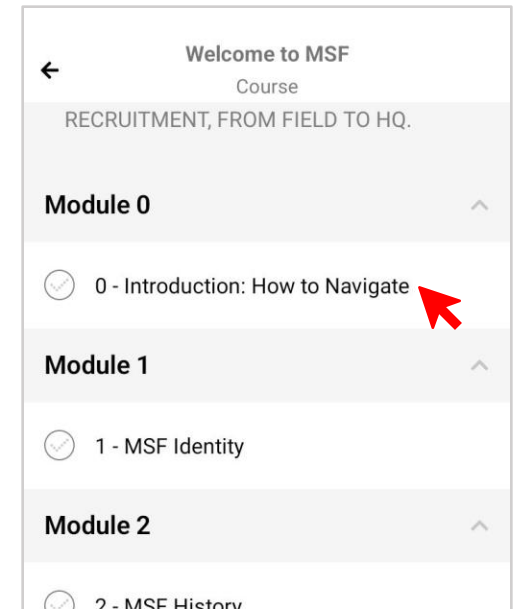 Welcome to MSF
Course
RECRUITMENT, FROM FIELD TO HQ.
Module 0
0 - Introduction: How to Navigate
Module 1
1 - MSF Identity
Module 2
2 - MSF History